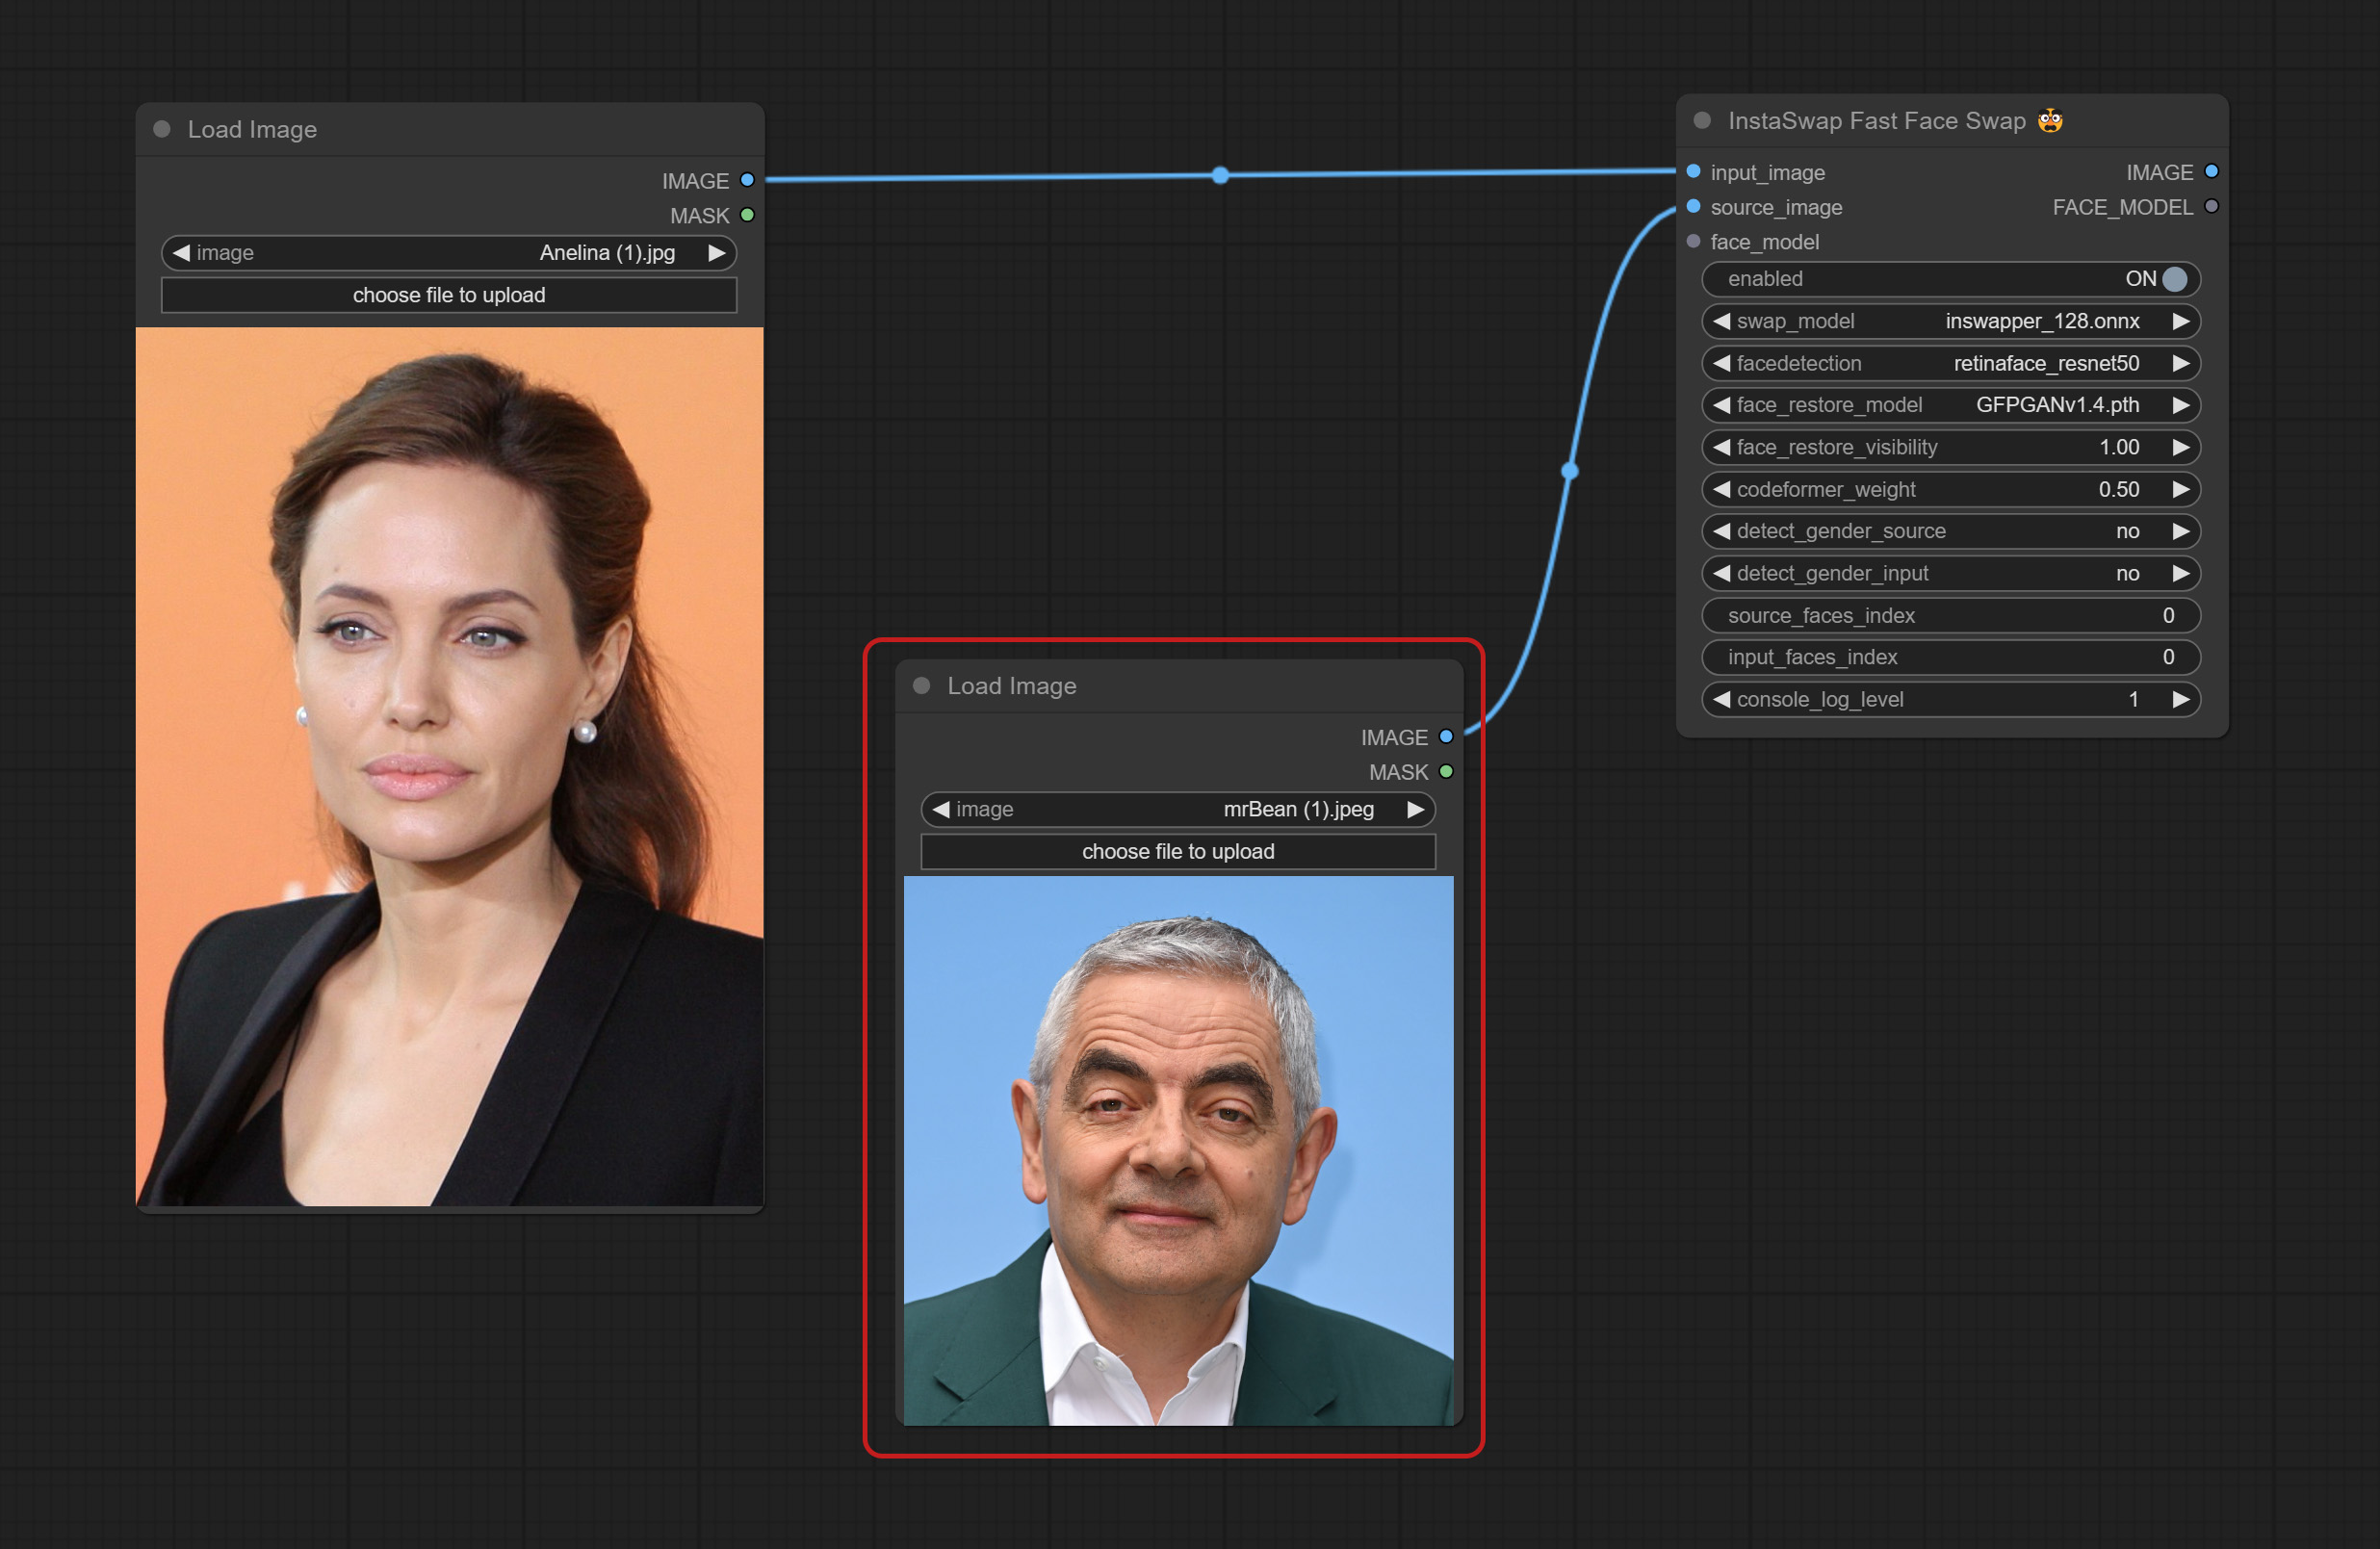 Load Image
IMAGE
MASK
image Anelina (1).jpg
choose file to upload
Load Image
IMAGE
MASK
image mrBean (1).jpeg
choose file to upload
InstaSwap Fast Face Swap
input_image IMAGE
source_image FACE_MODEL
face_model
enabled ON
swap_model inswapper_128.onnx
facedetection retinaface_resnet50
face_restore_model GFPGANv1.4.pth
face_restore_visibility 1.00
codeformer_weight 0.50
detect_gender_source no
detect_gender_input no
source_faces_index 0
input_faces_index 0
console_log_level 1